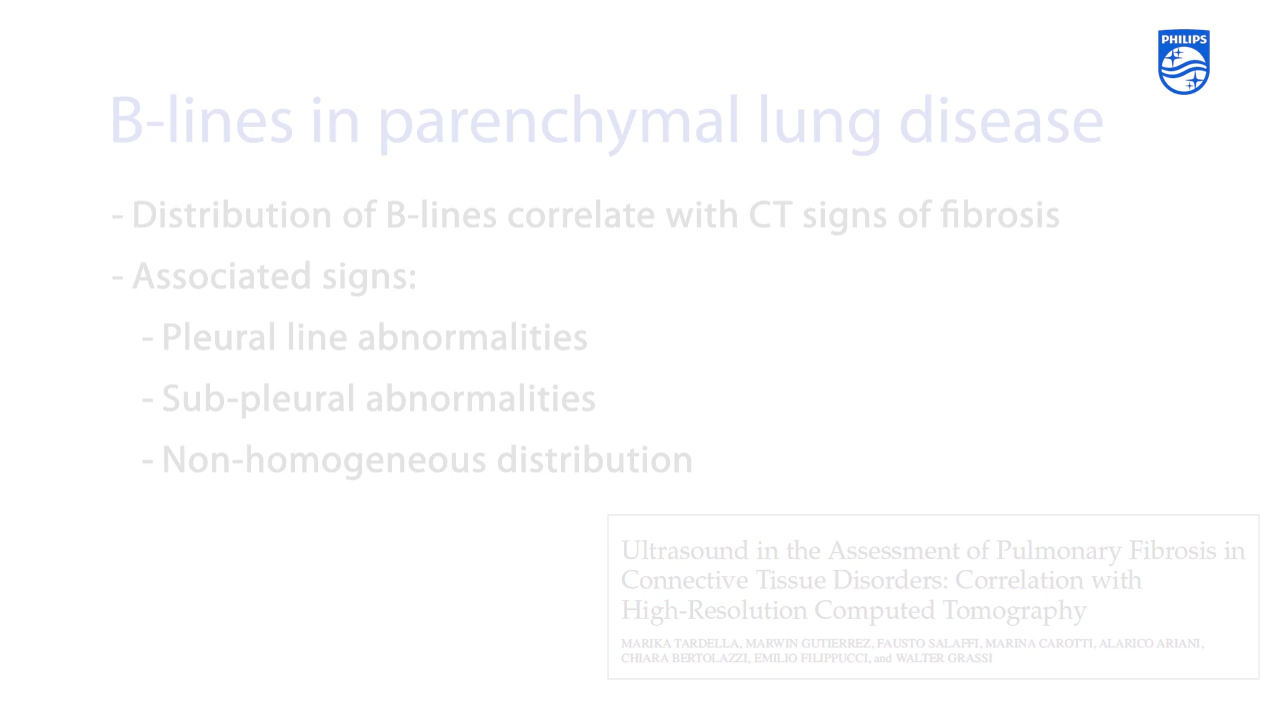 PHILIPS
B-lines in parenchymal lung disease
- Distribution of B-lines correlate with CT signs of fibrosis
- Associated signs:
- Pleural line abnormalities
- Sub-pleural abnormalities
- Non-homogeneous distribution
Ultrasound in the Assessment of Pulmonary Fibrosis in
Connective Tissue Disorders: Correlation with
High-Resolution Computed Tomography
MARIKA TARDELLA, MARWIN GUTIERREZ, FAUSTO SALAFFI, MARINA CAROTTI, ALARICO ARIANI,
CHIARA BERTOLAZZI, EMILIO FILIPPUCCI, and WALTER GRASSI